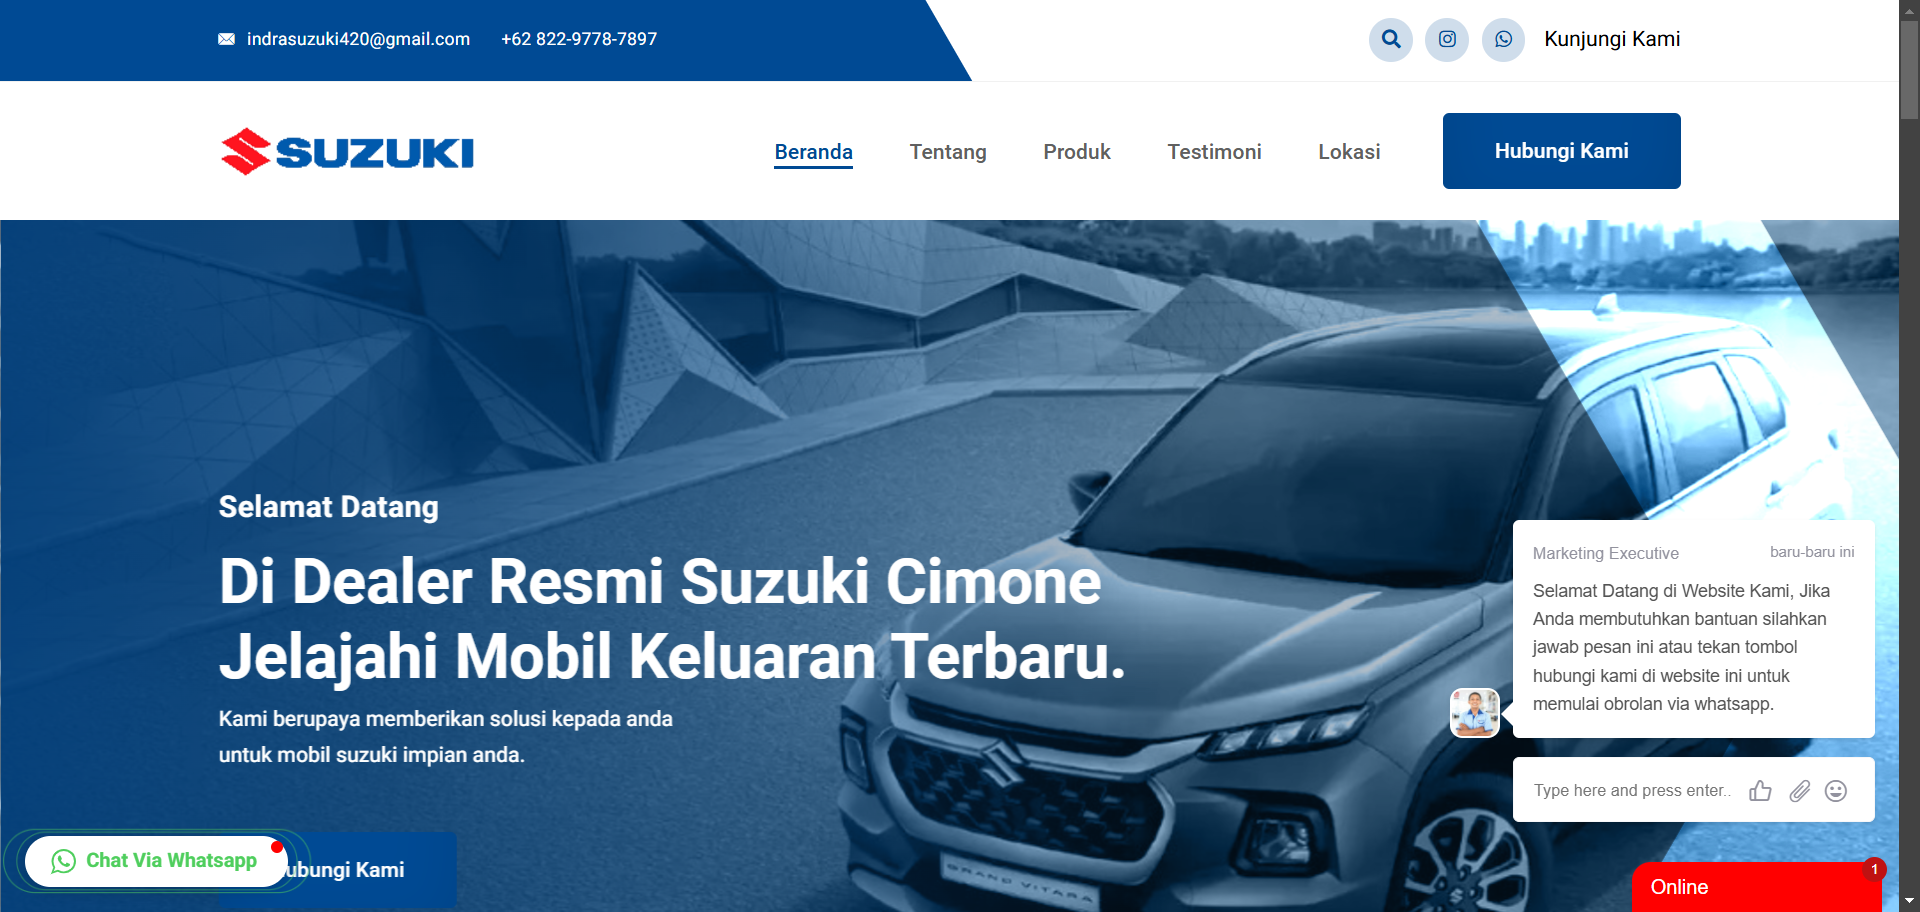 indrasuzuki420@gmail.com
+62 822-9778-7897
Kunjungi Kami
SUZUKI
Beranda
Tentang
Produk
Testimoni
Lokasi
Hubungi Kami
Selamat Datang
Di Dealer Resmi Suzuki Cimone
Jelajahi Mobil Keluaran Terbaru.
Kami berupaya memberikan solusi kepada anda
untuk mobil suzuki impian anda.
Chat Via Whatsapp
ubungi Kami
GRAND VITARA
Marketing Executive
baru-baru ini
Selamat Datang di Website Kami, Jika
Anda membutuhkan bantuan silahkan
jawab pesan ini atau tekan tombol
hubungi kami di website ini untuk
memulai obrolan via whatsapp.
Type here and press enter..
Online
1